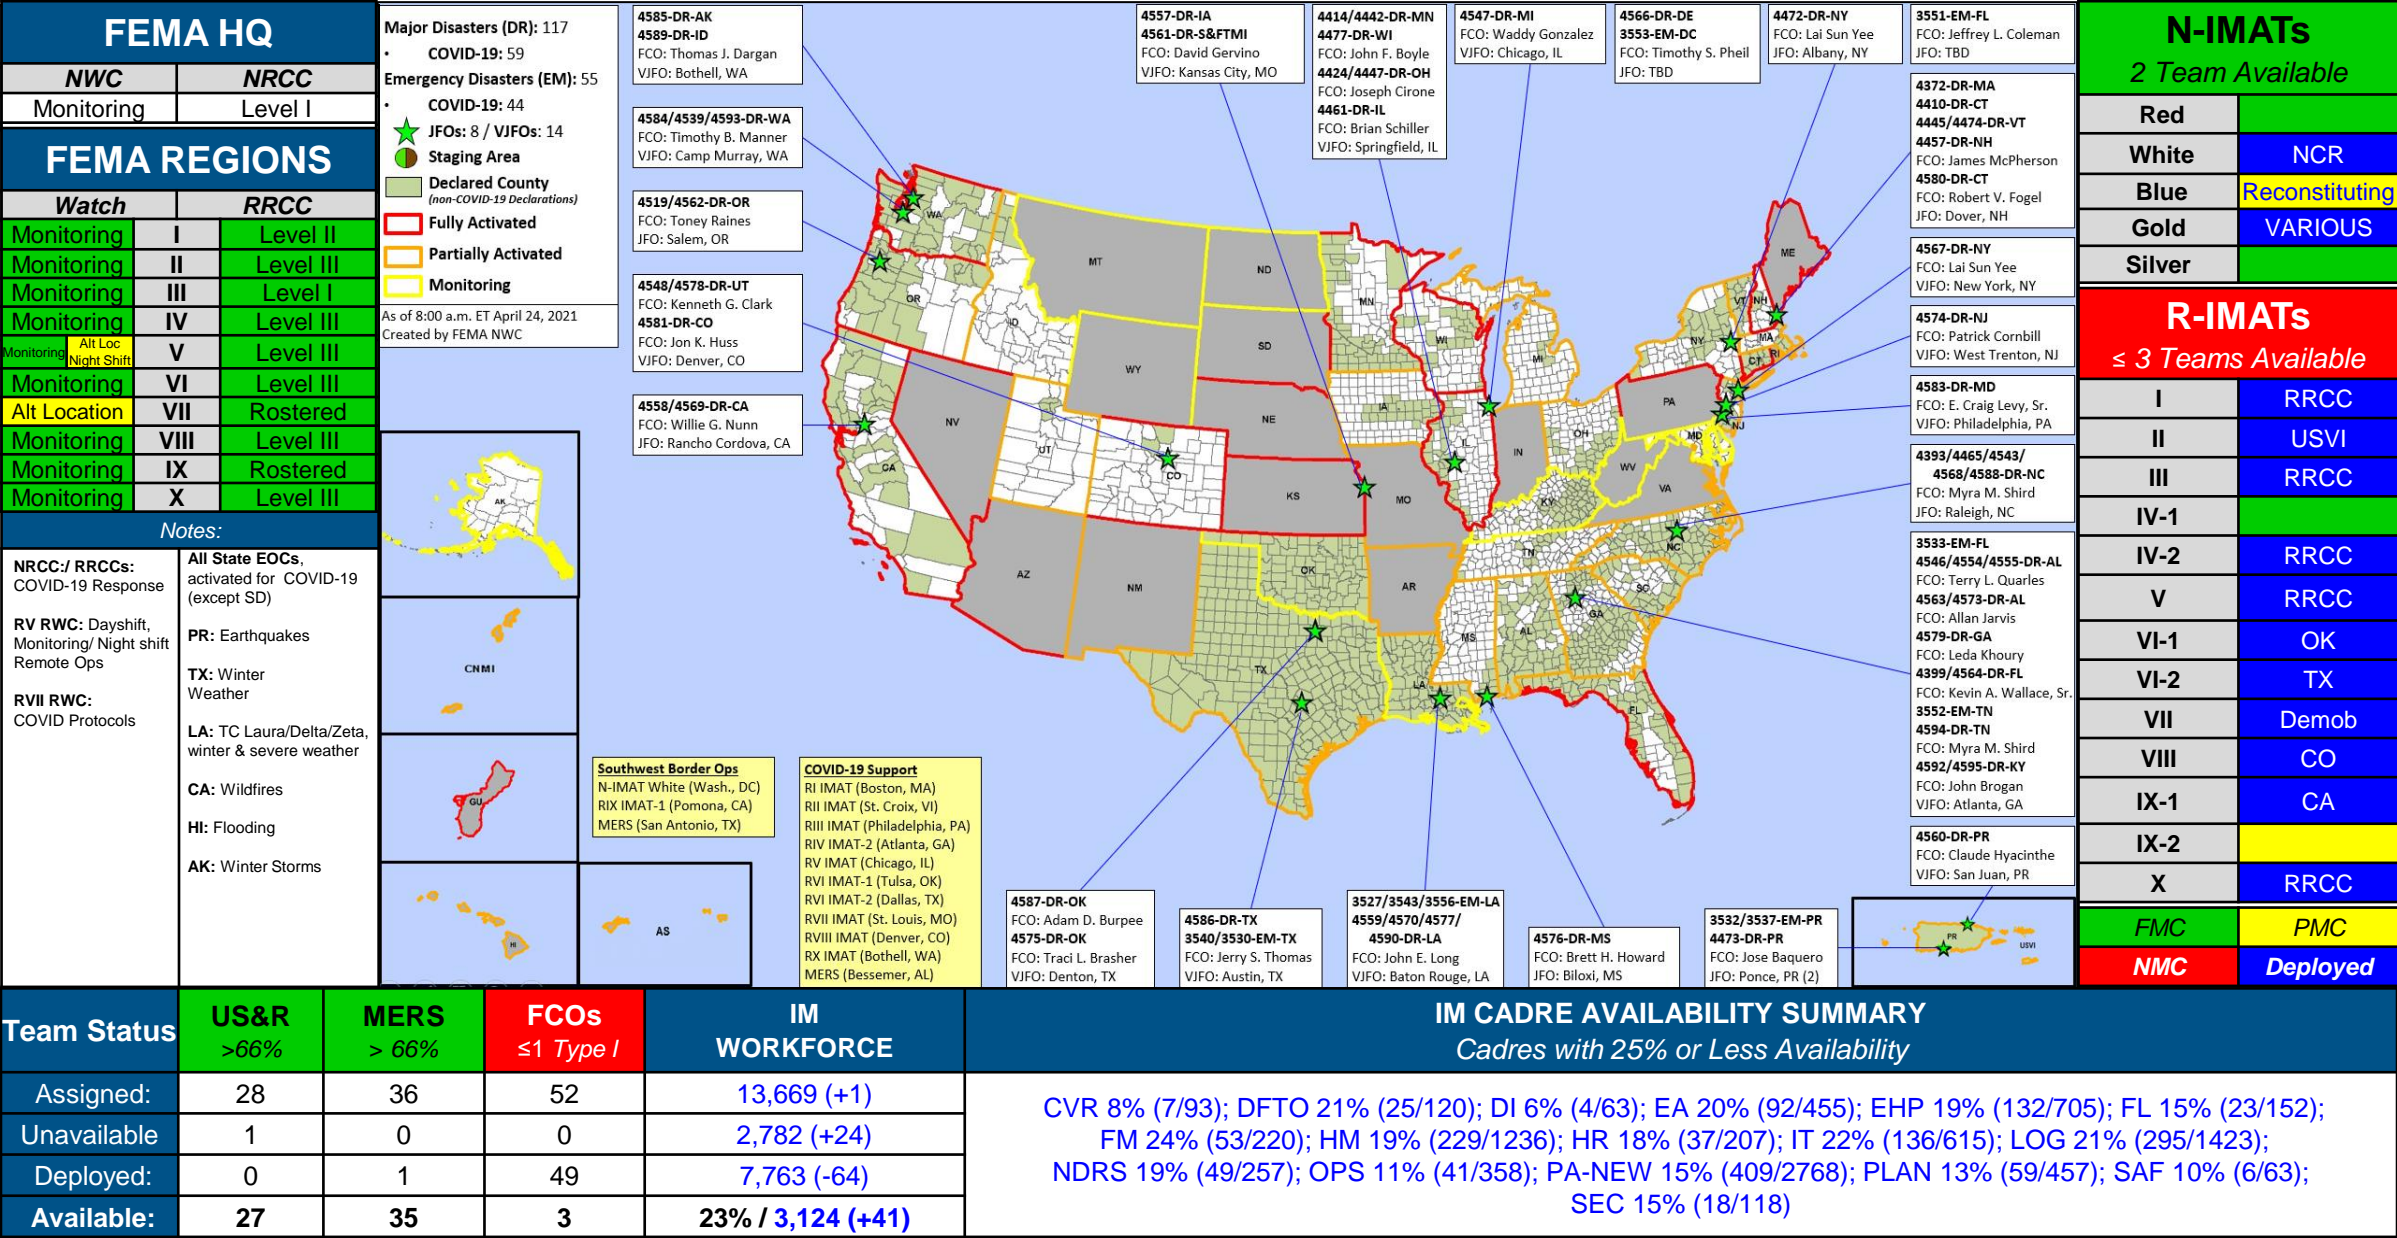 FEMA HQ
NWC NRCC
Monitoring Level I
FEMA REGIONS
Watch RRCC
Monitoring I Level II
Monitoring II Level III
Monitoring III Level I
Monitoring IV Level III
Monitoring Alt Loc Night Shift V Level III
Monitoring VI Level III
Alt Location VII Rostered
Monitoring VIII Level III
Monitoring IX Rostered
Monitoring X Level III
Notes:
NRCC:/ RRCCs:
COVID-19 Response
RV RWC: Dayshift,
Monitoring/ Night shift
Remote Ops
RVII RWC:
COVID Protocols
All State EOCs,
activated for COVID-19
(except SD)
PR: Earthquakes
TX: Winter
Weather
LA: TC Laura/Delta/Zeta,
winter & severe weather
CA: Wildfires
HI: Flooding
AK: Winter Storms
Major Disasters (DR): 117
• COVID-19: 59
Emergency Disasters (EM): 55
• COVID-19: 44
JFOs: 8 / VJFOs: 14
Staging Area
Declared County
(non-COVID-19 Declarations)
Fully Activated
Partially Activated
Monitoring
As of 8:00 a.m. ET April 24, 2021
Created by FEMA NWC
4585-DR-AK
4589-DR-ID
FCO: Thomas J. Dargan
VJFO: Bothell, WA
4584/4539/4593-DR-WA
FCO: Timothy B. Manner
VJFO: Camp Murray, WA
4519/4562-DR-OR
FCO: Toney Raines
JFO: Salem, OR
4548/4578-DR-UT
FCO: Kenneth G. Clark
4581-DR-CO
FCO: Jon K. Huss
VJFO: Denver, CO
4558/4569-DR-CA
FCO: Willie G. Nunn
JFO: Rancho Cordova, CA
4557-DR-IA
4561-DR-S&FTMI
FCO: David Gervino
VJFO: Kansas City, MO
4414/4442-DR-MN
4477-DR-WI
FCO: John F. Boyle
4424/4447-DR-OH
FCO: Joseph Cirone
4461-DR-IL
FCO: Brian Schiller
VJFO: Springfield, IL
4547-DR-MI
FCO: Waddy Gonzalez
VJFO: Chicago, IL
4566-DR-DE
3553-EM-DC
FCO: Timothy S. Pheil
JFO: TBD
4472-DR-NY
FCO: Lai Sun Yee
JFO: Albany, NY
3551-EM-FL
FCO: Jeffrey L. Coleman
JFO: TBD
4372-DR-MA
4410-DR-CT
4445/4474-DR-VT
4457-DR-NH
FCO: James McPherson
4580-DR-CT
FCO: Robert V. Fogel
JFO: Dover, NH
4567-DR-NY
FCO: Lai Sun Yee
VJFO: New York, NY
4574-DR-NJ
FCO: Patrick Cornbill
VJFO: West Trenton, NJ
4583-DR-MD
FCO: E. Craig Levy, Sr.
VJFO: Philadelphia, PA
4393/4465/4543/
4568/4588-DR-NC
FCO: Myra M. Shird
JFO: Raleigh, NC
3533-EM-FL
4546/4554/4555-DR-AL
FCO: Terry L. Quarles
4563/4573-DR-AL
FCO: Allan Jarvis
4579-DR-GA
FCO: Leda Khoury
4399/4564-DR-FL
FCO: Kevin A. Wallace, Sr.
3552-EM-TN
4594-DR-TN
FCO: Myra M. Shird
4592/4595-DR-KY
FCO: John Brogan
VJFO: Atlanta, GA
4560-DR-PR
FCO: Claude Hyacinthe
VJFO: San Juan, PR
WA
OR
CA
NV
ID
MT
WY
UT
CO
AZ
NM
ND
SD
NE
KS
OK
TX
MN
IA
MO
AR
LA
WI
IL
MI
IN
OH
KY
TN
MS
AL
GA
FL
SC
NC
VA
WV
MD
PA
NJ
NY
CT
RI
MA
VT
NH
ME
AK
CNMI
GU
HI
AS
PR
USVI
Southwest Border Ops
N-IMAT White (Wash., DC)
RIX IMAT-1 (Pomona, CA)
MERS (San Antonio, TX)
COVID-19 Support
RI IMAT (Boston, MA)
RII IMAT (St. Croix, VI)
RIII IMAT (Philadelphia, PA)
RIV IMAT-2 (Atlanta, GA)
RV IMAT (Chicago, IL)
RVI IMAT-1 (Tulsa, OK)
RVI IMAT-2 (Dallas, TX)
RVII IMAT (St. Louis, MO)
RVIII IMAT (Denver, CO)
RX IMAT (Bothell, WA)
MERS (Bessemer, AL)
4587-DR-OK
FCO: Adam D. Burpee
4575-DR-OK
FCO: Traci L. Brasher
VJFO: Denton, TX
4586-DR-TX
3540/3530-EM-TX
FCO: Jerry S. Thomas
VJFO: Austin, TX
3527/3543/3556-EM-LA
4559/4570/4577/
4590-DR-LA
FCO: John E. Long
VJFO: Baton Rouge, LA
4576-DR-MS
FCO: Brett H. Howard
JFO: Biloxi, MS
3532/3537-EM-PR
4473-DR-PR
FCO: Jose Baquero
JFO: Ponce, PR (2)
N-IMATs
2 Team Available
Red
White NCR
Blue Reconstituting
Gold VARIOUS
Silver
R-IMATs
≤ 3 Teams Available
I RRCC
II USVI
III RRCC
IV-1
IV-2 RRCC
V RRCC
VI-1 OK
VI-2 TX
VII Demob
VIII CO
IX-1 CA
IX-2
X RRCC
FMC PMC
NMC Deployed
Team Status US&R >66% MERS > 66% FCOs ≤1 Type I IM WORKFORCE
Assigned: 28 36 52 13,669 (+1)
Unavailable 1 0 0 2,782 (+24)
Deployed: 0 1 49 7,763 (-64)
Available: 27 35 3 23% / 3,124 (+41)
IM CADRE AVAILABILITY SUMMARY
Cadres with 25% or Less Availability
CVR 8% (7/93); DFTO 21% (25/120); DI 6% (4/63); EA 20% (92/455); EHP 19% (132/705); FL 15% (23/152);
FM 24% (53/220); HM 19% (229/1236); HR 18% (37/207); IT 22% (136/615); LOG 21% (295/1423);
NDRS 19% (49/257); OPS 11% (41/358); PA-NEW 15% (409/2768); PLAN 13% (59/457); SAF 10% (6/63);
SEC 15% (18/118)